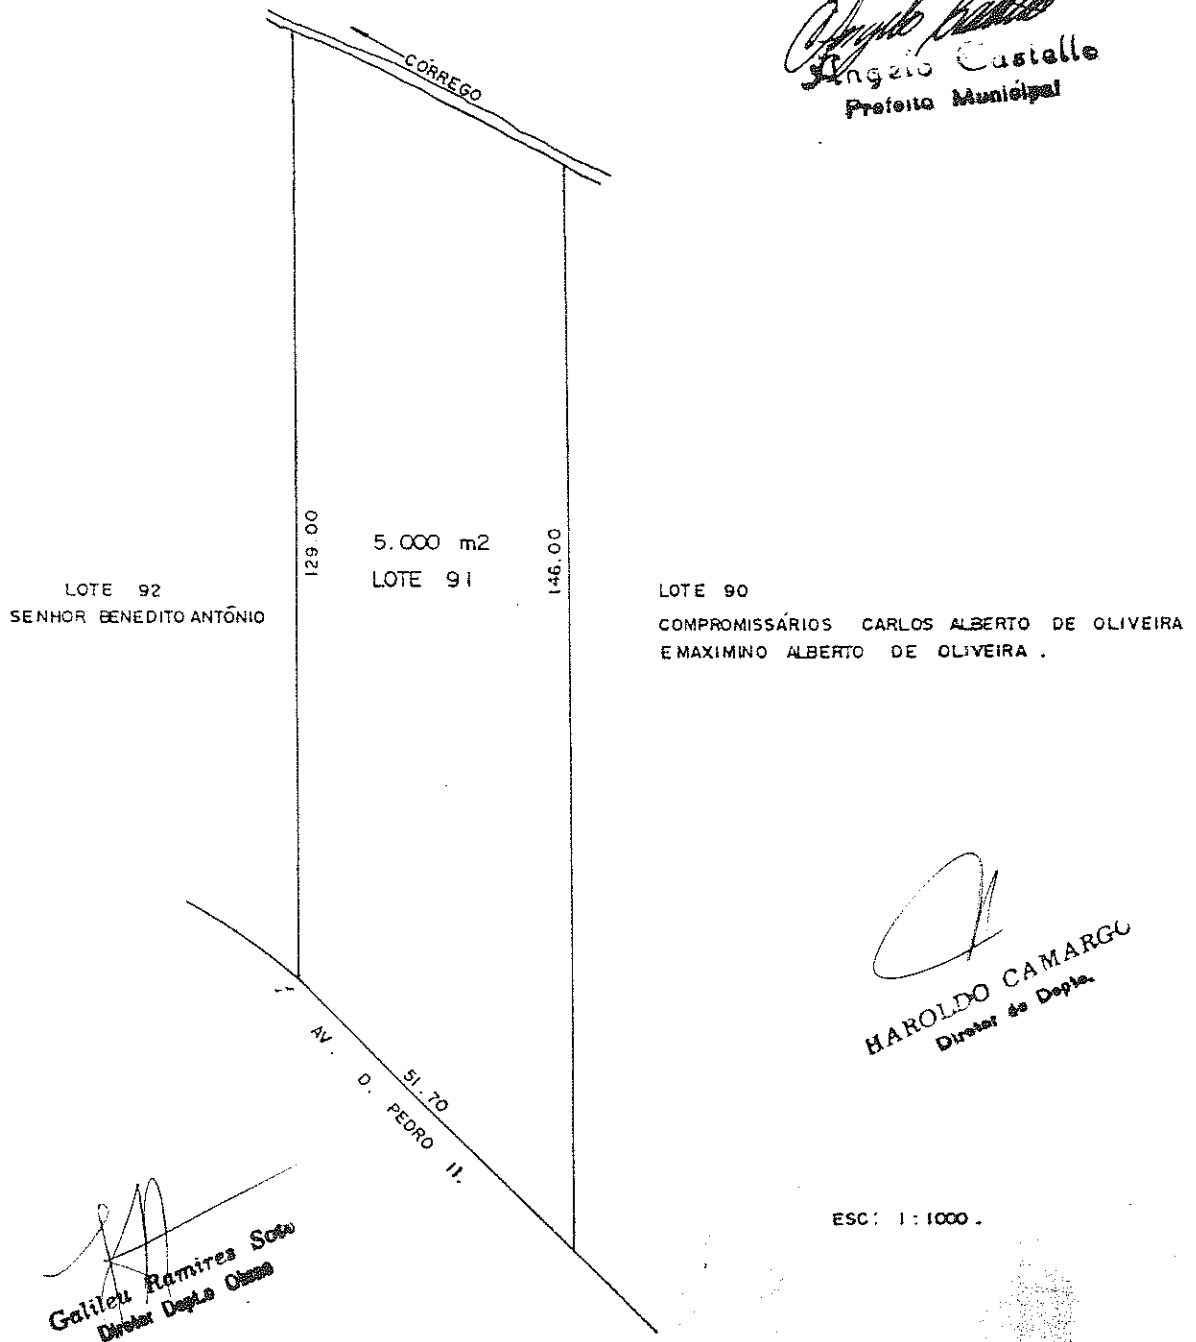 Angelo Castello
Prefeito Municipal
CÓRREGO
129.00
5.000 m2
LOTE 91
146.00
LOTE 92
SENHOR BENEDITO ANTÔNIO
LOTE 90
COMPROMISSÁRIOS CARLOS ALBERTO DE OLIVEIRA
E MAXIMINO ALBERTO DE OLIVEIRA .
HAROLDO CAMARGO
Diretor de Depto.
51.70
AV. D. PEDRO II.
ESC: 1:1000.
Galileu Ramires Soto
Diretor Depto Obras